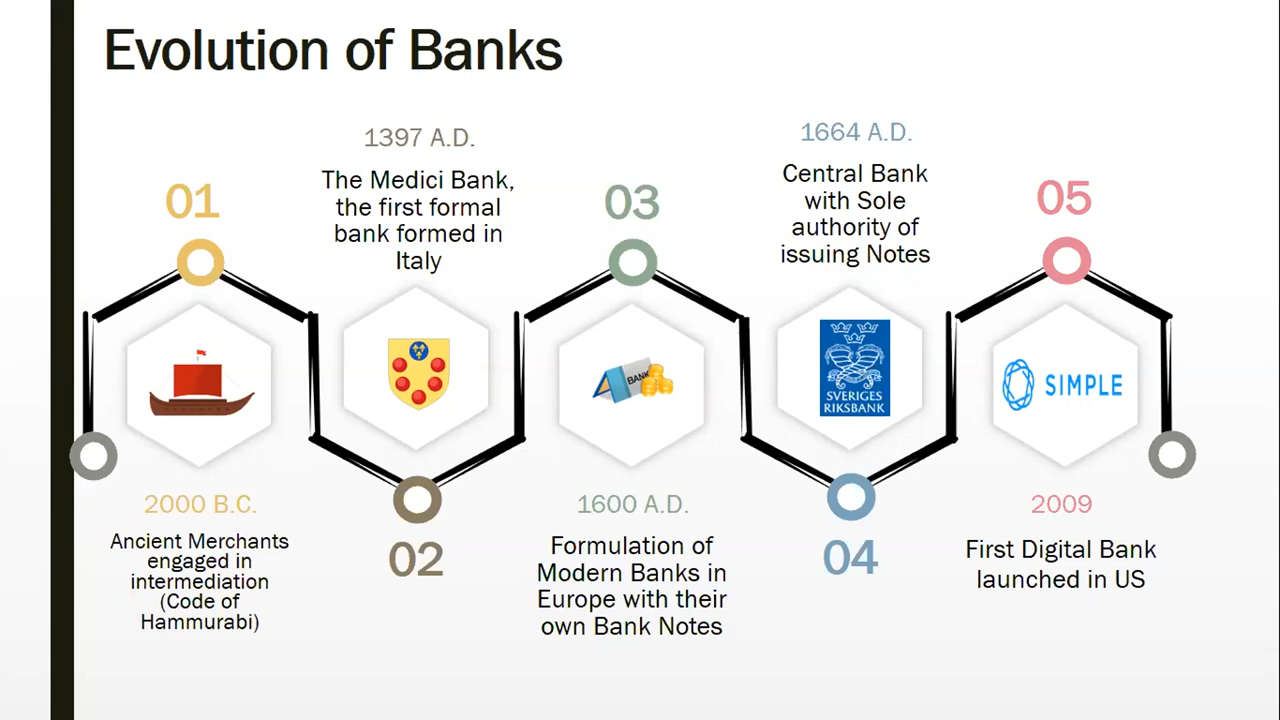 Evolution of Banks
01
2000 B.C.
Ancient Merchants
engaged in
intermediation
(Code of
Hammurabi)
1397 A.D.
The Medici Bank,
the first formal
bank formed in
Italy
02
03
BANK
1600 A.D.
Formulation of
Modern Banks in
Europe with their
own Bank Notes
1664 A.D.
Central Bank
with Sole
authority of
issuing Notes
SVERIGES
RIKSBANK
04
05
SIMPLE
2009
First Digital Bank
launched in US